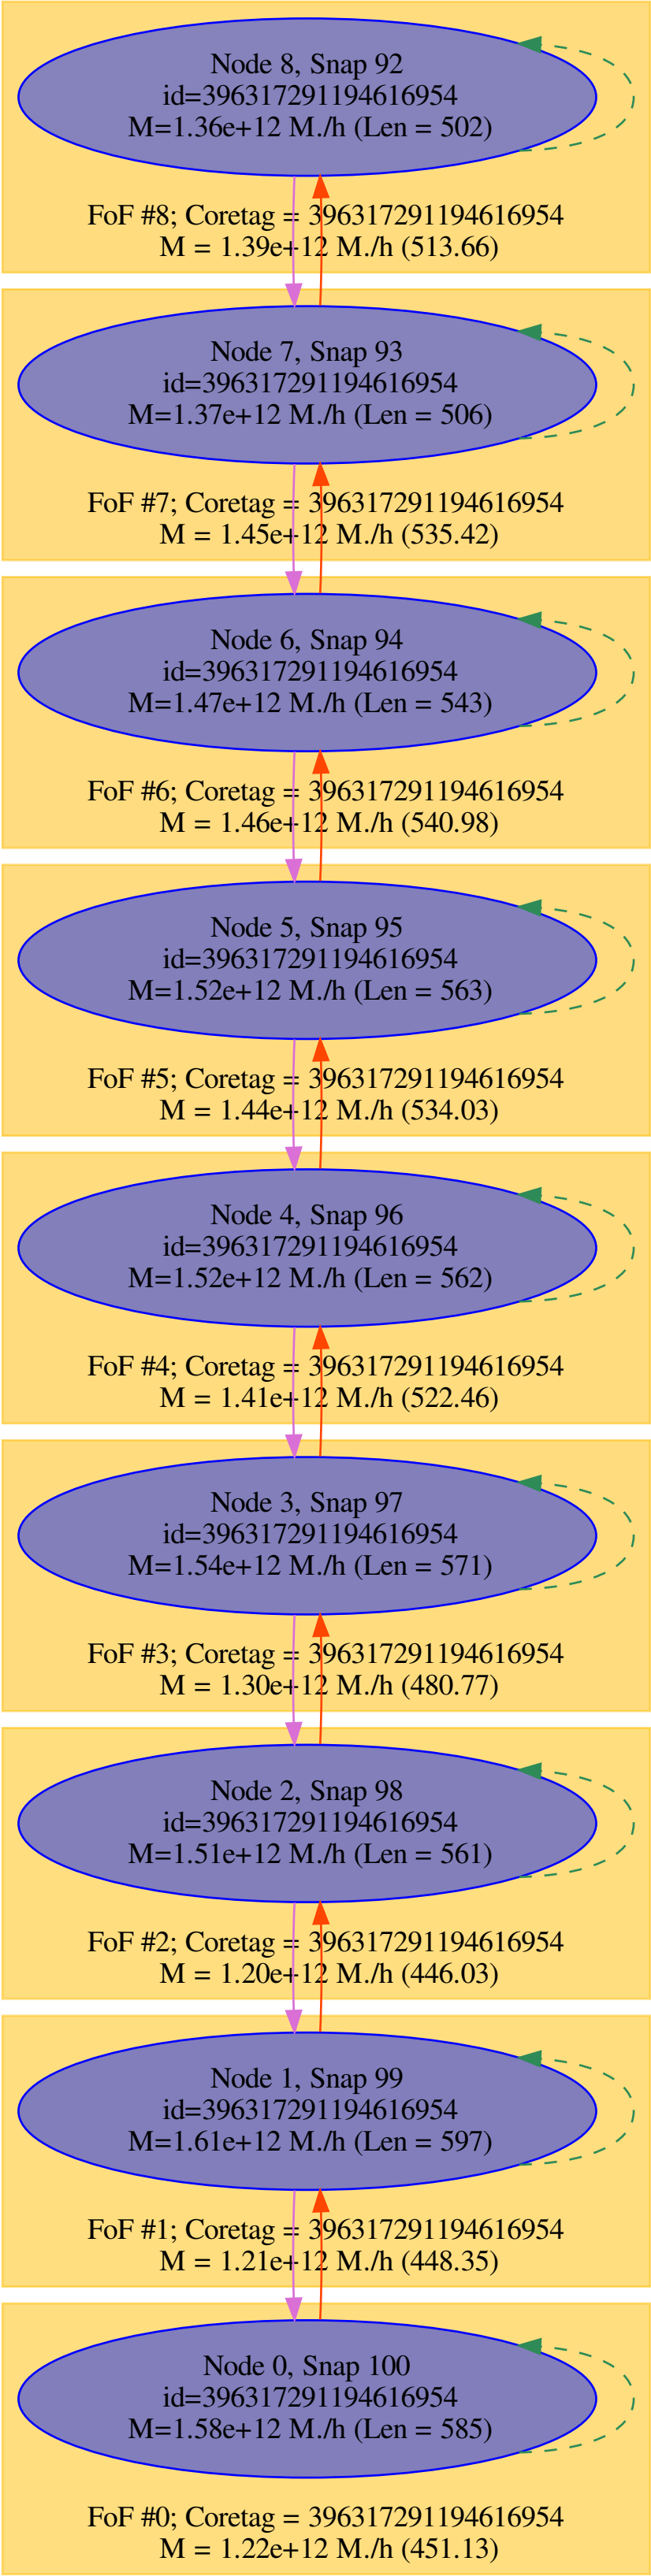 Node 8, Snap 92
id=396317291194616954
M=1.36e+12 M./h (Len = 502)
FoF #8; Coretag = 396317291194616954
M = 1.39e+12 M./h (513.66)
Node 7, Snap 93
id=396317291194616954
M=1.37e+12 M./h (Len = 506)
FoF #7; Coretag = 396317291194616954
M = 1.45e+12 M./h (535.42)
Node 6, Snap 94
id=396317291194616954
M=1.47e+12 M./h (Len = 543)
FoF #6; Coretag = 396317291194616954
M = 1.46e+12 M./h (540.98)
Node 5, Snap 95
id=396317291194616954
M=1.52e+12 M./h (Len = 563)
FoF #5; Coretag = 396317291194616954
M = 1.44e+12 M./h (534.03)
Node 4, Snap 96
id=396317291194616954
M=1.52e+12 M./h (Len = 562)
FoF #4; Coretag = 396317291194616954
M = 1.41e+12 M./h (522.46)
Node 3, Snap 97
id=396317291194616954
M=1.54e+12 M./h (Len = 571)
FoF #3; Coretag = 396317291194616954
M = 1.30e+12 M./h (480.77)
Node 2, Snap 98
id=396317291194616954
M=1.51e+12 M./h (Len = 561)
FoF #2; Coretag = 396317291194616954
M = 1.20e+12 M./h (446.03)
Node 1, Snap 99
id=396317291194616954
M=1.61e+12 M./h (Len = 597)
FoF #1; Coretag = 396317291194616954
M = 1.21e+12 M./h (448.35)
Node 0, Snap 100
id=396317291194616954
M=1.58e+12 M./h (Len = 585)
FoF #0; Coretag = 396317291194616954
M = 1.22e+12 M./h (451.13)